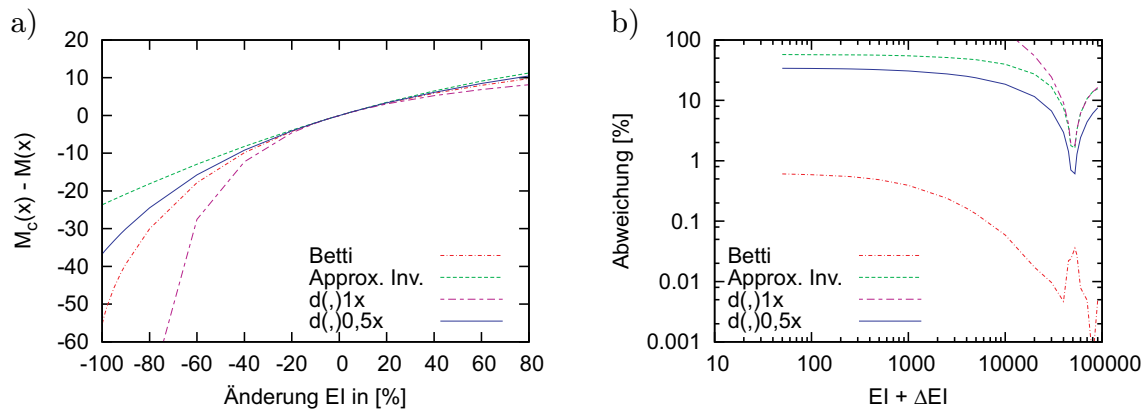 a)
20
10
0
-10
-20
-30
-40
-50
-60
M_c(x) - M(x)
Betti
Approx. Inv.
d(,)1x
d(,)0,5x
-100 -80 -60 -40 -20 0 20 40 60 80
Änderung EI in [%]
b)
100
10
1
0.1
0.01
0.001
Abweichung [%]
Betti
Approx. Inv.
d(,)1x
d(,)0,5x
10 100 1000 10000 100000
EI + ΔEI